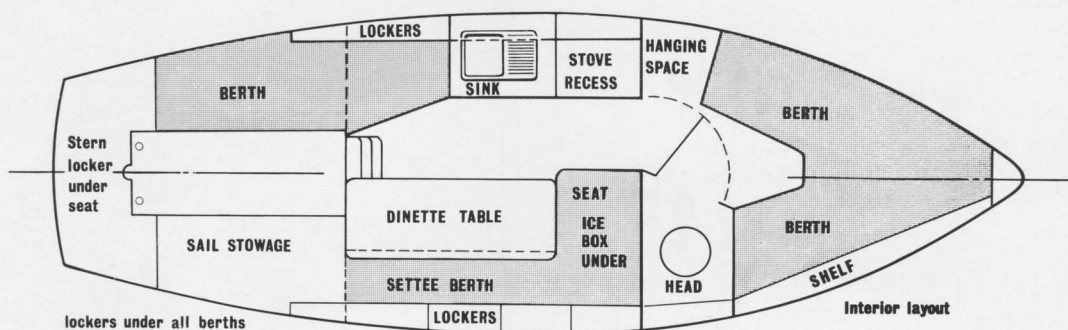 LOCKERS
HANGING
SPACE
STOVE
RECESS
SINK
BERTH
BERTH
Stern
locker
under
seat
SEAT
DINETTE TABLE
ICE
BOX
UNDER
BERTH
SAIL STOWAGE
SETTEE BERTH
HEAD
SHELF
Interior layout
LOCKERS
lockers under all berths